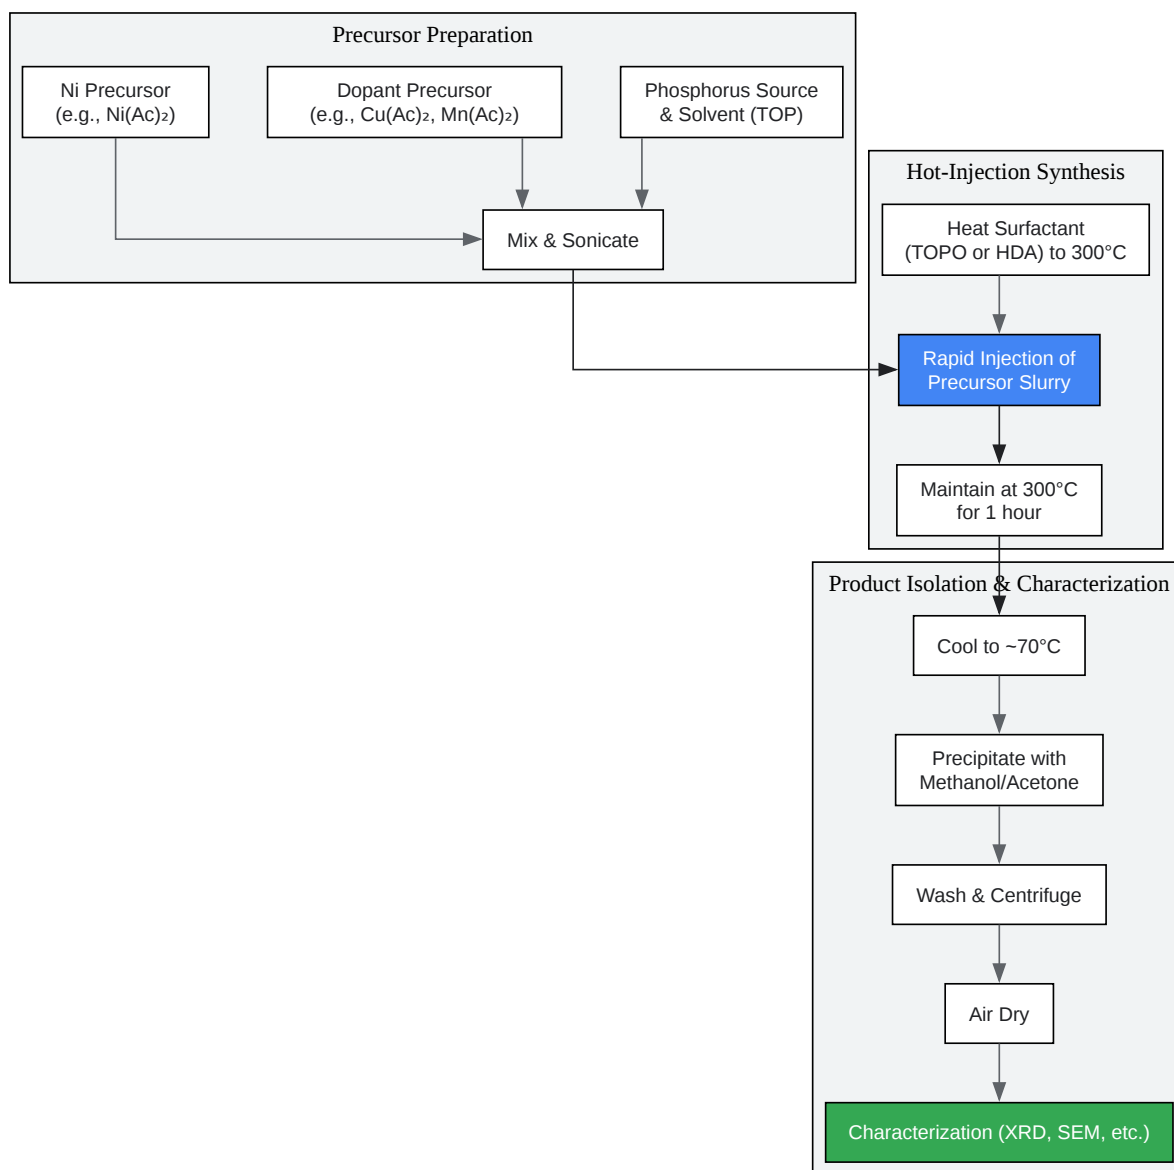 Precursor Preparation
Ni Precursor
(e.g., Ni(Ac)₂)
Dopant Precursor
(e.g., Cu(Ac)₂, Mn(Ac)₂)
Phosphorus Source
& Solvent (TOP)
Mix & Sonicate
Hot-Injection Synthesis
Heat Surfactant
(TOPO or HDA) to 300°C
Rapid Injection of
Precursor Slurry
Maintain at 300°C
for 1 hour
Product Isolation & Characterization
Cool to ~70°C
Precipitate with
Methanol/Acetone
Wash & Centrifuge
Air Dry
Characterization (XRD, SEM, etc.)